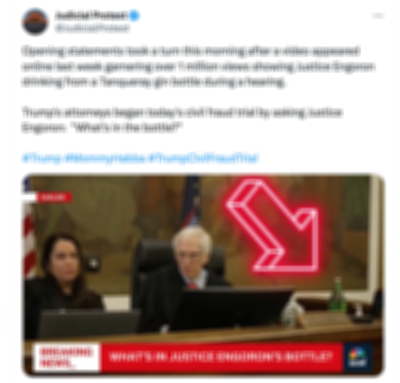 Judicial Protest
@JudicialProtest
Opening statements took a turn this morning after a video appeared
online last week garnering over 1 million views showing Justice Engoron
drinking from a Tanqueray gin bottle during a hearing.
Trump's attorneys began today's civil fraud trial by asking Justice
Engoron: "What's in the bottle?"
#Trump #MommyHabba #TrumpCivilFraudTrial
BREAKING
NEWS
WHAT'S IN JUSTICE ENGORON'S BOTTLE?